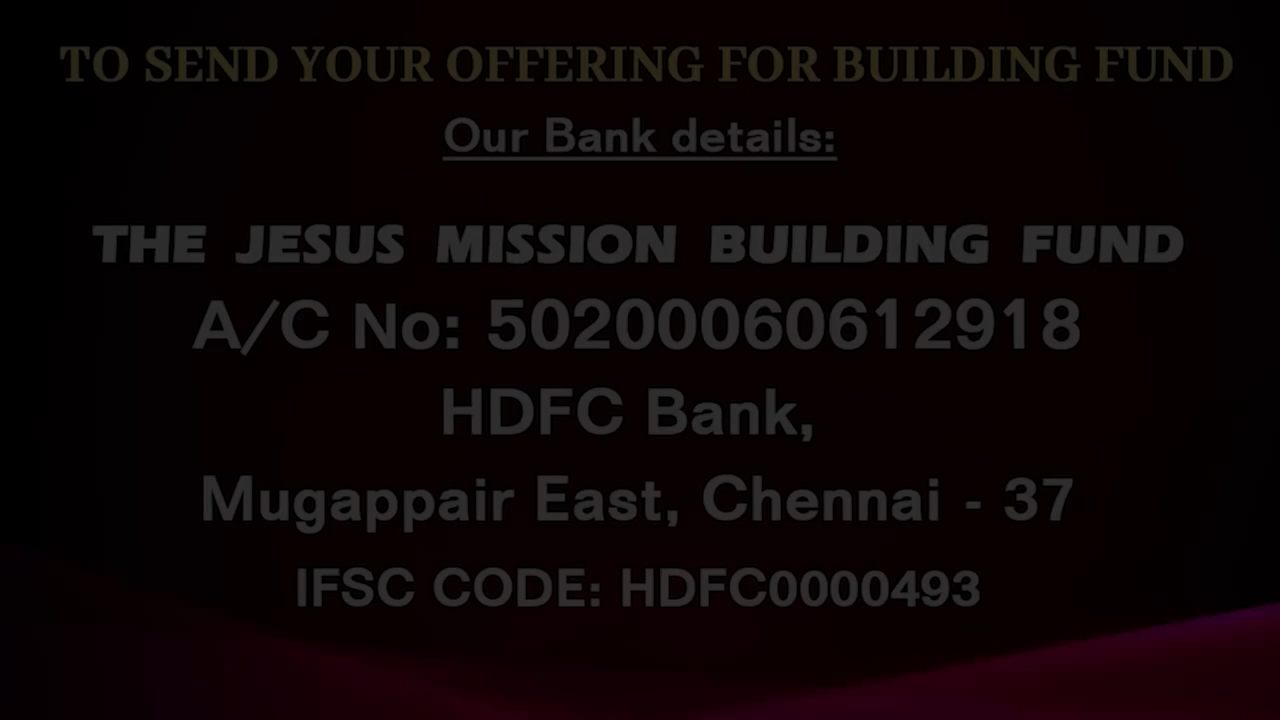 TO SEND YOUR OFFERING FOR BUILDING FUND
Our Bank details:
THE JESUS MISSION BUILDING FUND
A/C No: 50200060612918
HDFC Bank,
Mugappair East, Chennai - 37
IFSC CODE: HDFC0000493